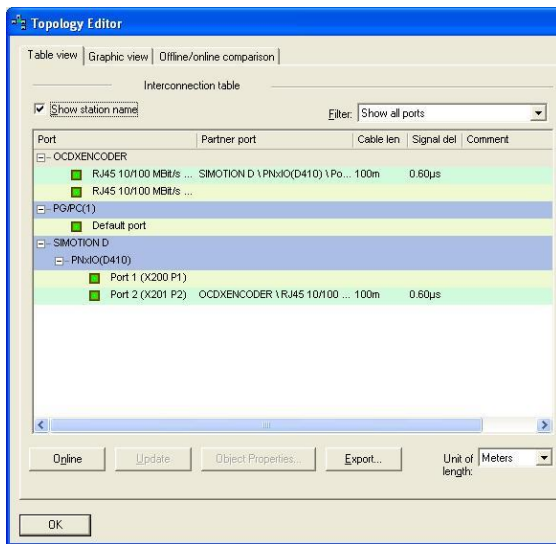 Topology Editor
Table view Graphic view Offline/online comparison
Interconnection table
Show station name
Filter: Show all ports
Port Partner port Cable len Signal del Comment
OCDXENCODER
RJ45 10/100 MBit/s ... SIMOTION D \ PNxIO(D410) \ Po... 100m 0.60µs
RJ45 10/100 MBit/s ...
PG/PC(1)
Default port
SIMOTION D
PNxIO(D410)
Port 1 (X200 P1)
Port 2 (X201 P2) OCDXENCODER \ RJ45 10/100 ... 100m 0.60µs
Online Update Object Properties... Export... Unit of length: Meters
OK